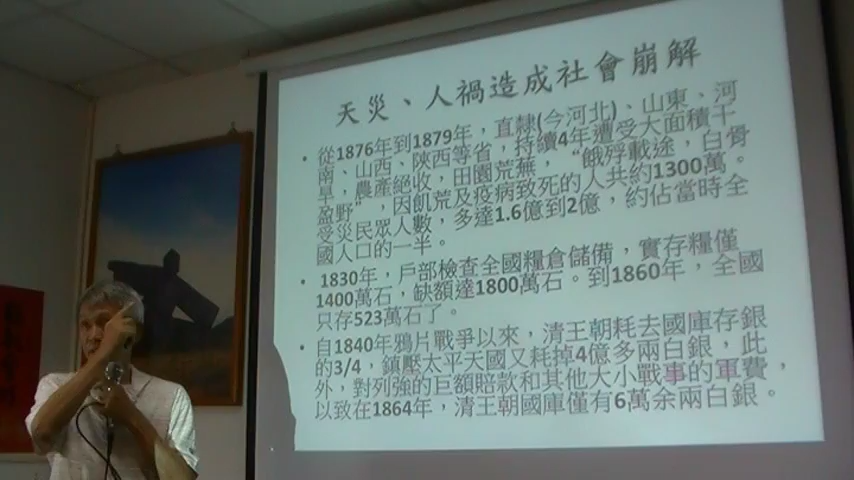 天災、人禍造成社會崩解
• 從1876年到1879年，直隸(今河北)、山東、河
南、山西、陝西等省，持續4年遭受大面積干
旱，農產絕收，田園荒蕪，“餓殍載途，白骨
盈野”，因飢荒及疫病致死的人共約1300萬。
受災民眾人數，多達1.6億到2億，約佔當時全
國人口的一半。
• 1830年，戶部檢查全國糧倉儲備，實存糧僅
1400萬石，缺額達1800萬石。到1860年，全國
只存523萬石了。
• 自1840年鴉片戰爭以來，清王朝耗去國庫存銀
的3/4，鎮壓太平天國又耗掉4億多兩白銀，此
外，對列強的巨額賠款和其他大小戰事的軍費，
以致在1864年，清王朝國庫僅有6萬余兩白銀。